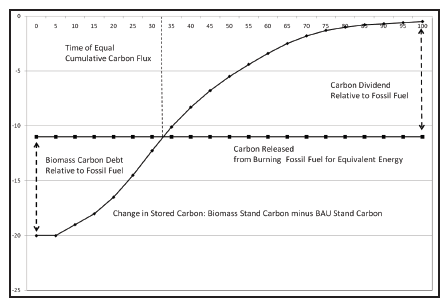 0
0 5 10 15 20 25 30 35 40 45 50 55 60 65 70 75 80 85 90 95 100
Time of Equal
Cumulative Carbon Flux
-5
Carbon Dividend
Relative to Fossil Fuel
-10
Carbon Released
from Burning Fossil Fuel for Equivalent Energy
Biomass Carbon Debt
Relative to Fossil Fuel
-15
Change in Stored Carbon: Biomass Stand Carbon minus BAU Stand Carbon
-20
-25